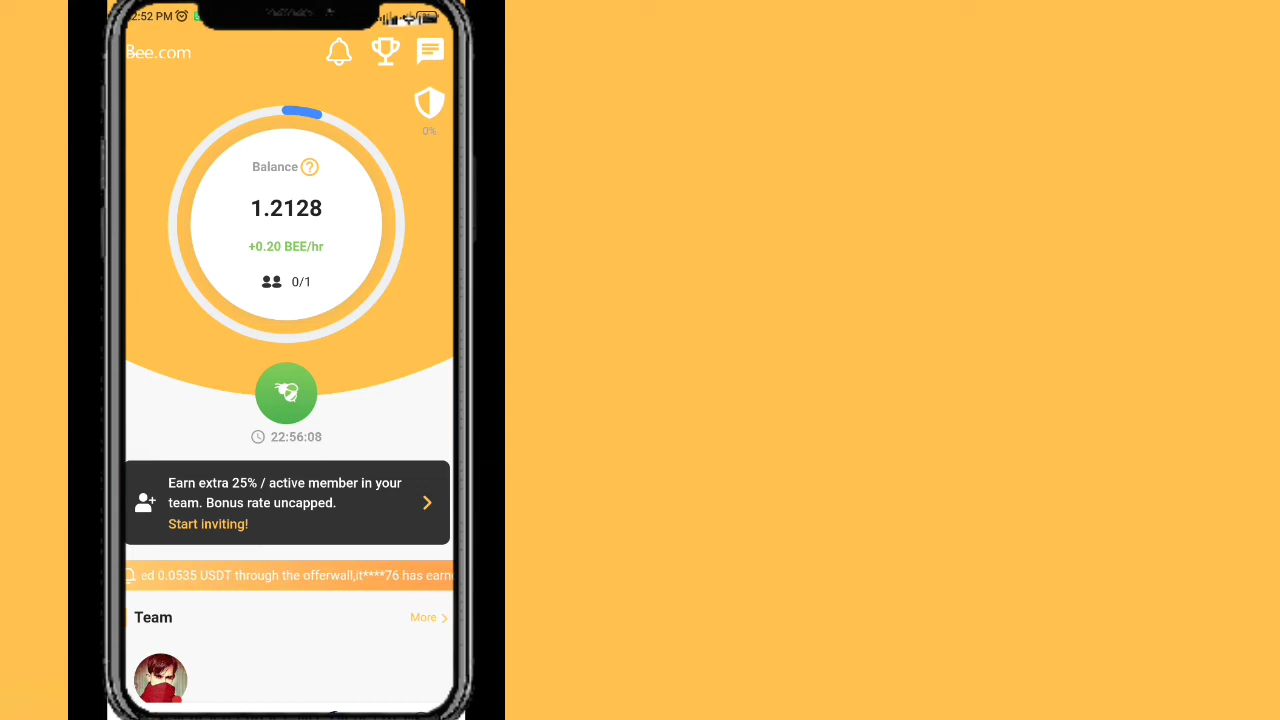 2:52 PM
Bee.com
0%
Balance ?
1.2128
+0.20 BEE/hr
0/1
22:56:08
Earn extra 25% / active member in your
team. Bonus rate uncapped.
Start inviting!
ed 0.0535 USDT through the offerwall,it****76 has earn
Team
More